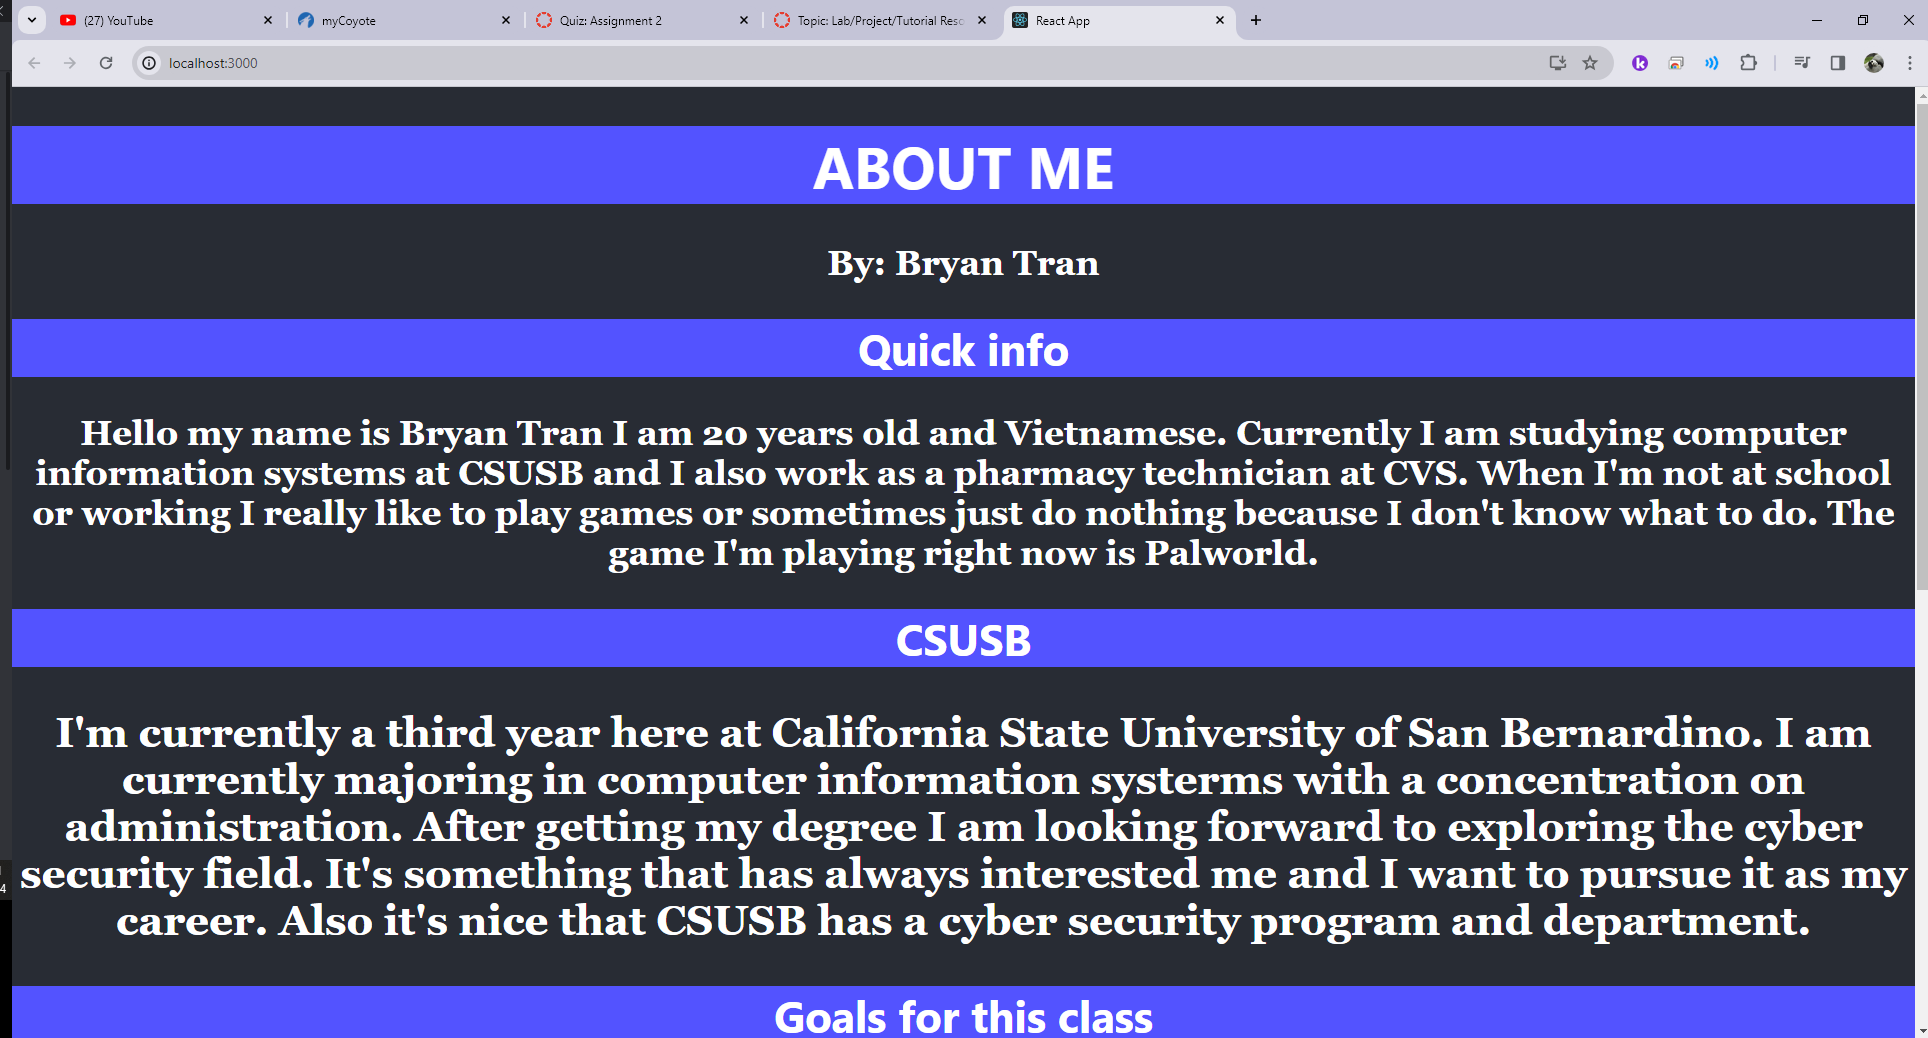 (27) YouTube
myCoyote
Quiz: Assignment 2
Topic: Lab/Project/Tutorial Reso
React App
localhost:3000
ABOUT ME
By: Bryan Tran
Quick info
Hello my name is Bryan Tran I am 20 years old and Vietnamese. Currently I am studying computer
information systems at CSUSB and I also work as a pharmacy technician at CVS. When I'm not at school
or working I really like to play games or sometimes just do nothing because I don't know what to do. The
game I'm playing right now is Palworld.
CSUSB
I'm currently a third year here at California State University of San Bernardino. I am
currently majoring in computer information systerms with a concentration on
administration. After getting my degree I am looking forward to exploring the cyber
security field. It's something that has always interested me and I want to pursue it as my
career. Also it's nice that CSUSB has a cyber security program and department.
Goals for this class